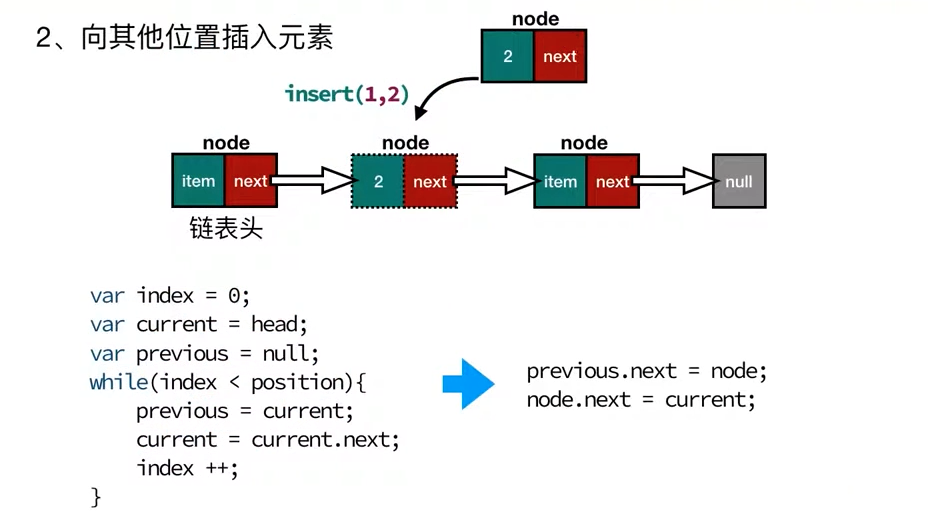 2、向其他位置插入元素
node
2 next
insert(1,2)
node node node
item next 2 next item next null
链表头
var index = 0;
var current = head;
var previous = null;
while(index < position){
previous = current;
current = current.next;
index ++;
}
previous.next = node;
node.next = current;